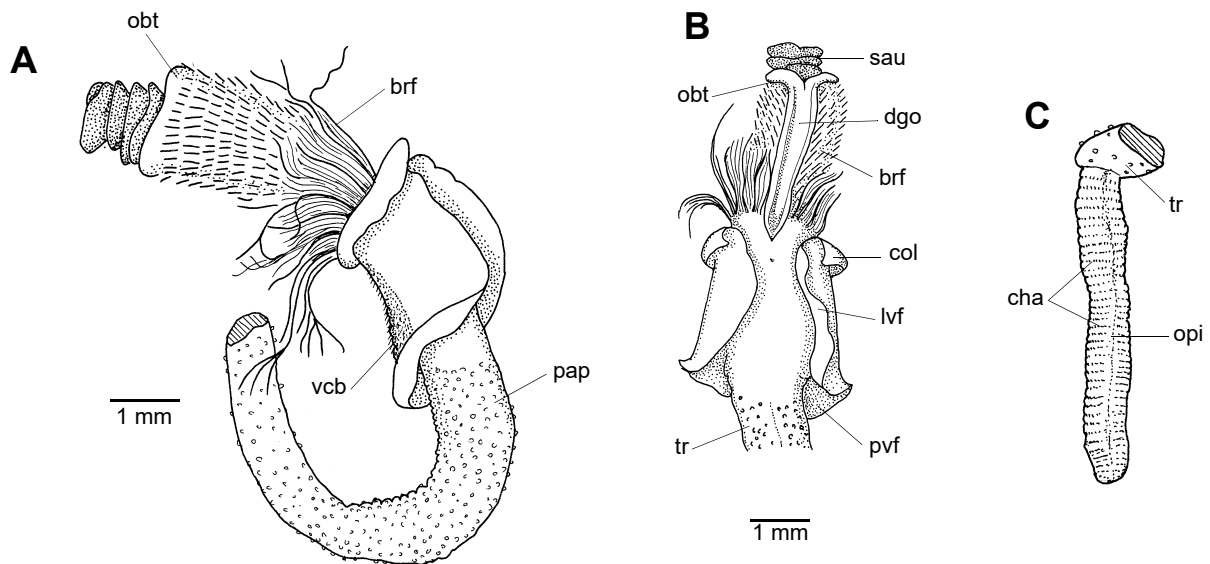 A
obt
brf
vcb
pap
1 mm
B
sau
obt
dgo
brf
col
lvf
tr
pvf
1 mm
C
tr
cha
opi